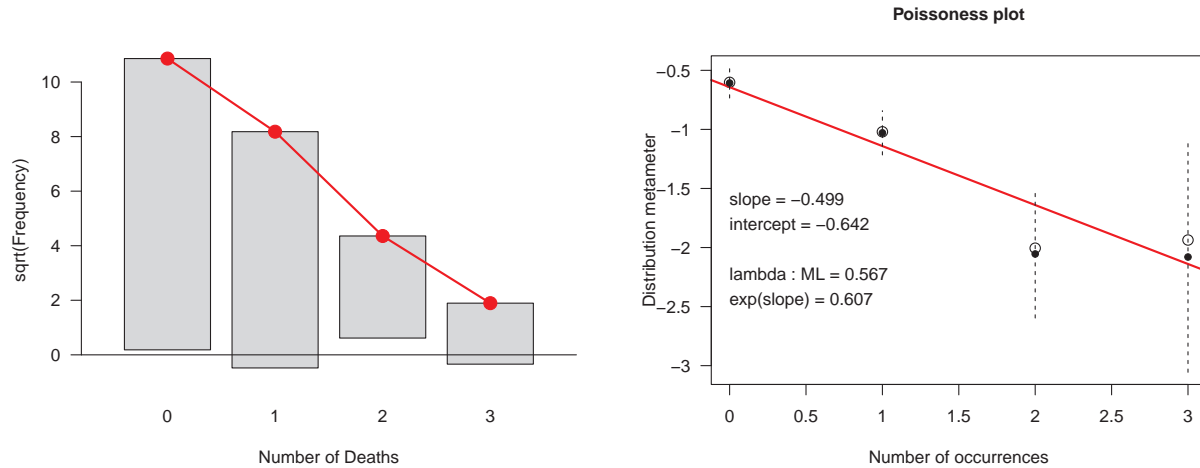 sqrt(Frequency)
10
8
6
4
2
0
0 1 2 3
Number of Deaths
Poissoness plot
Distribution metameter
−0.5
−1
−1.5
−2
−2.5
−3
slope = −0.499
intercept = −0.642
lambda : ML = 0.567
exp(slope) = 0.607
0 0.5 1 1.5 2 2.5 3
Number of occurrences